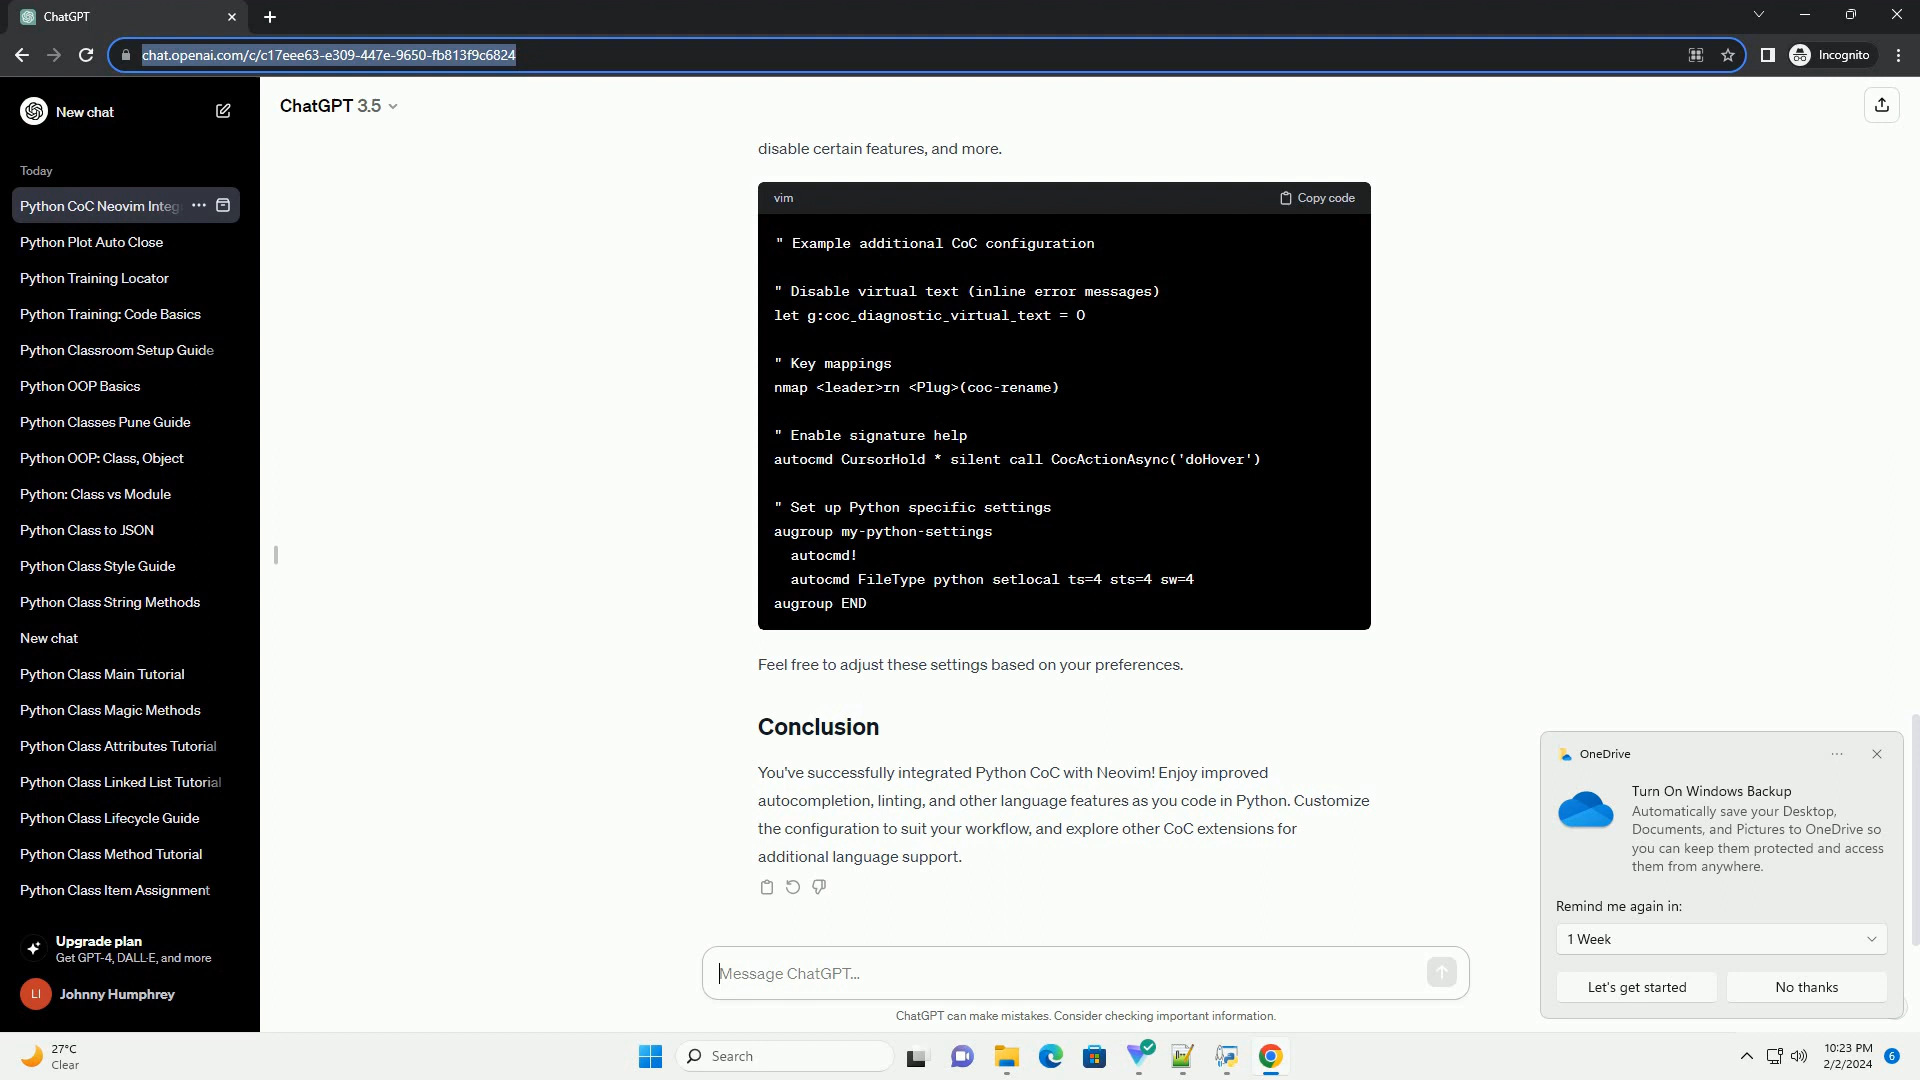 ChatGPT
chat.openai.com/c/c17eee63-e309-447e-9650-fb813f9c6824
Incognito
New chat
Today
Python CoC Neovim Integ
Python Plot Auto Close
Python Training Locator
Python Training: Code Basics
Python Classroom Setup Guide
Python OOP Basics
Python Classes Pune Guide
Python OOP: Class, Object
Python: Class vs Module
Python Class to JSON
Python Class Style Guide
Python Class String Methods
New chat
Python Class Main Tutorial
Python Class Magic Methods
Python Class Attributes Tutorial
Python Class Linked List Tutorial
Python Class Lifecycle Guide
Python Class Method Tutorial
Python Class Item Assignment
Upgrade plan
Get GPT-4, DALL·E, and more
LI
Johnny Humphrey
ChatGPT 3.5
disable certain features, and more.
vim
Copy code
" Example additional CoC configuration
" Disable virtual text (inline error messages)
let g:coc_diagnostic_virtual_text = 0
" Key mappings
nmap <leader>rn <Plug>(coc-rename)
" Enable signature help
autocmd CursorHold * silent call CocActionAsync('doHover')
" Set up Python specific settings
augroup my-python-settings
autocmd!
autocmd FileType python setlocal ts=4 sts=4 sw=4
augroup END
Feel free to adjust these settings based on your preferences.
Conclusion
You've successfully integrated Python CoC with Neovim! Enjoy improved
autocompletion, linting, and other language features as you code in Python. Customize
the configuration to suit your workflow, and explore other CoC extensions for
additional language support.
Message ChatGPT...
ChatGPT can make mistakes. Consider checking important information.
OneDrive
Turn On Windows Backup
Automatically save your Desktop,
Documents, and Pictures to OneDrive so
you can keep them protected and access
them from anywhere.
Remind me again in:
1 Week
Let's get started
No thanks
27°C
Clear
Search
10:23 PM
2/2/2024
6